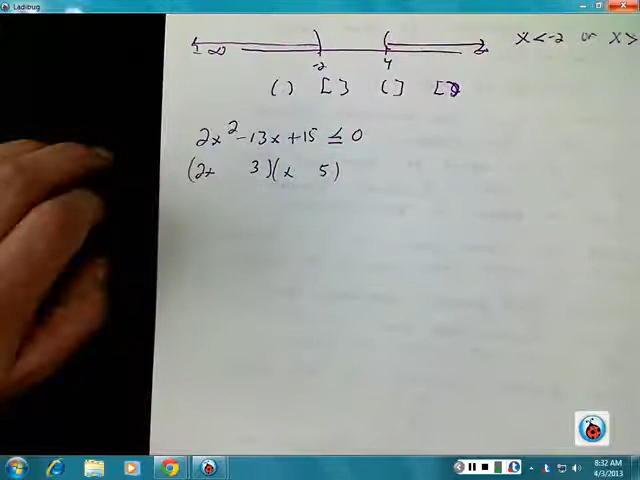 Ladibug
x < -2 or x >
-∞
-2
4
( ) [ ] ( ] [ )
2x² - 13x + 15 ≤ 0
(2x 3)(x 5)
8:32 AM
4/3/2013